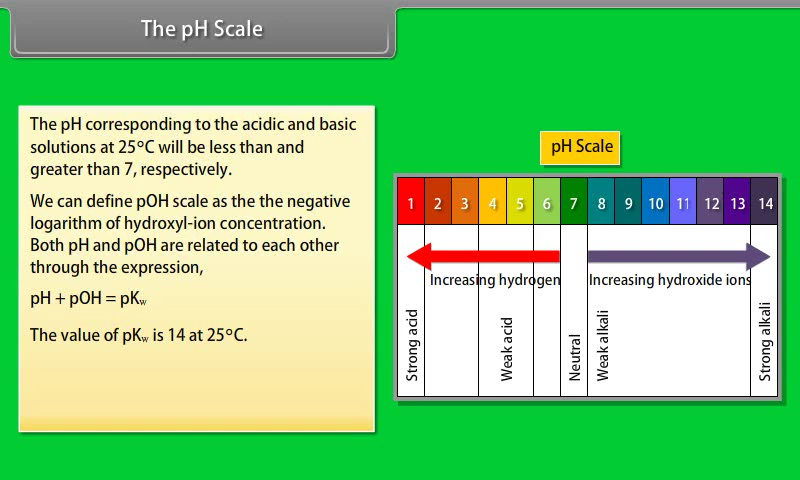 The pH Scale
The pH corresponding to the acidic and basic
solutions at 25°C will be less than and
greater than 7, respectively.
We can define pOH scale as the the negative
logarithm of hydroxyl-ion concentration.
Both pH and pOH are related to each other
through the expression,
pH + pOH = pKw
The value of pKw is 14 at 25°C.
pH Scale
1 2 3 4 5 6 7 8 9 10 11 12 13 14
Increasing hydrogen
Increasing hydroxide ions
Strong acid
Weak acid
Neutral
Weak alkali
Strong alkali